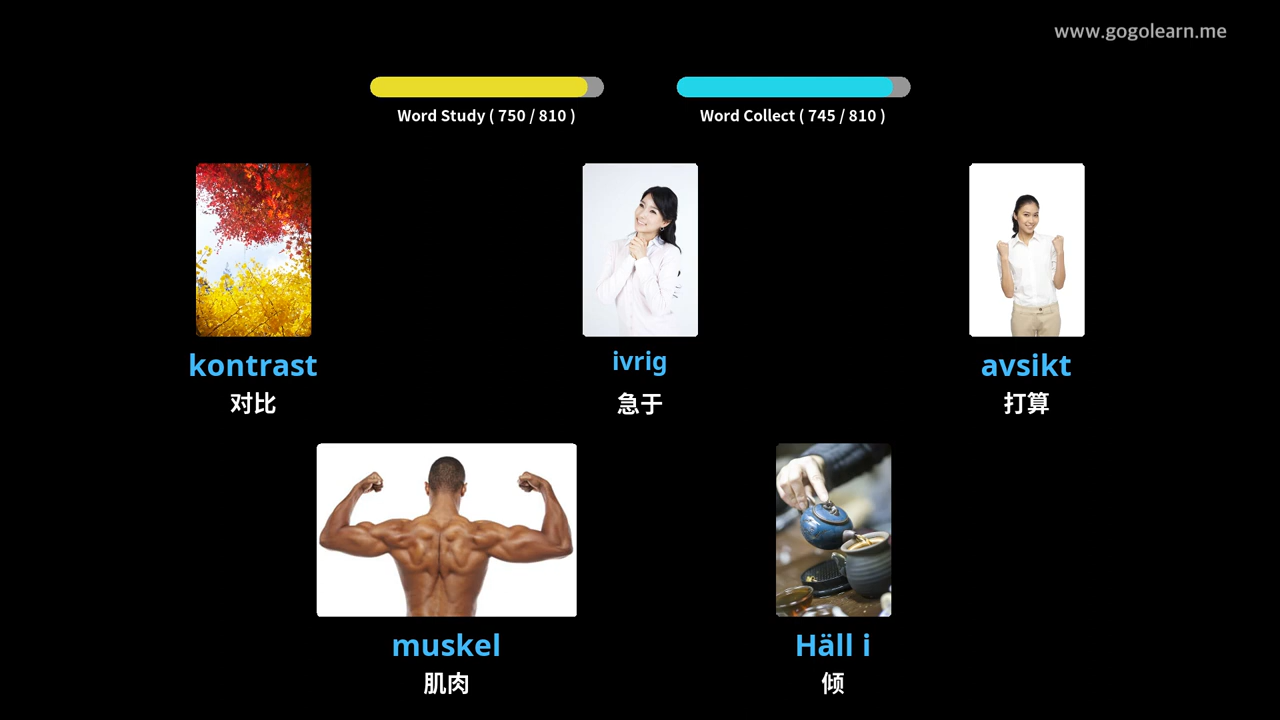 www.gogolearn.me
Word Study ( 750 / 810 )
Word Collect ( 745 / 810 )
kontrast
对比
ivrig
急于
avsikt
打算
muskel
肌肉
Häll i
倾